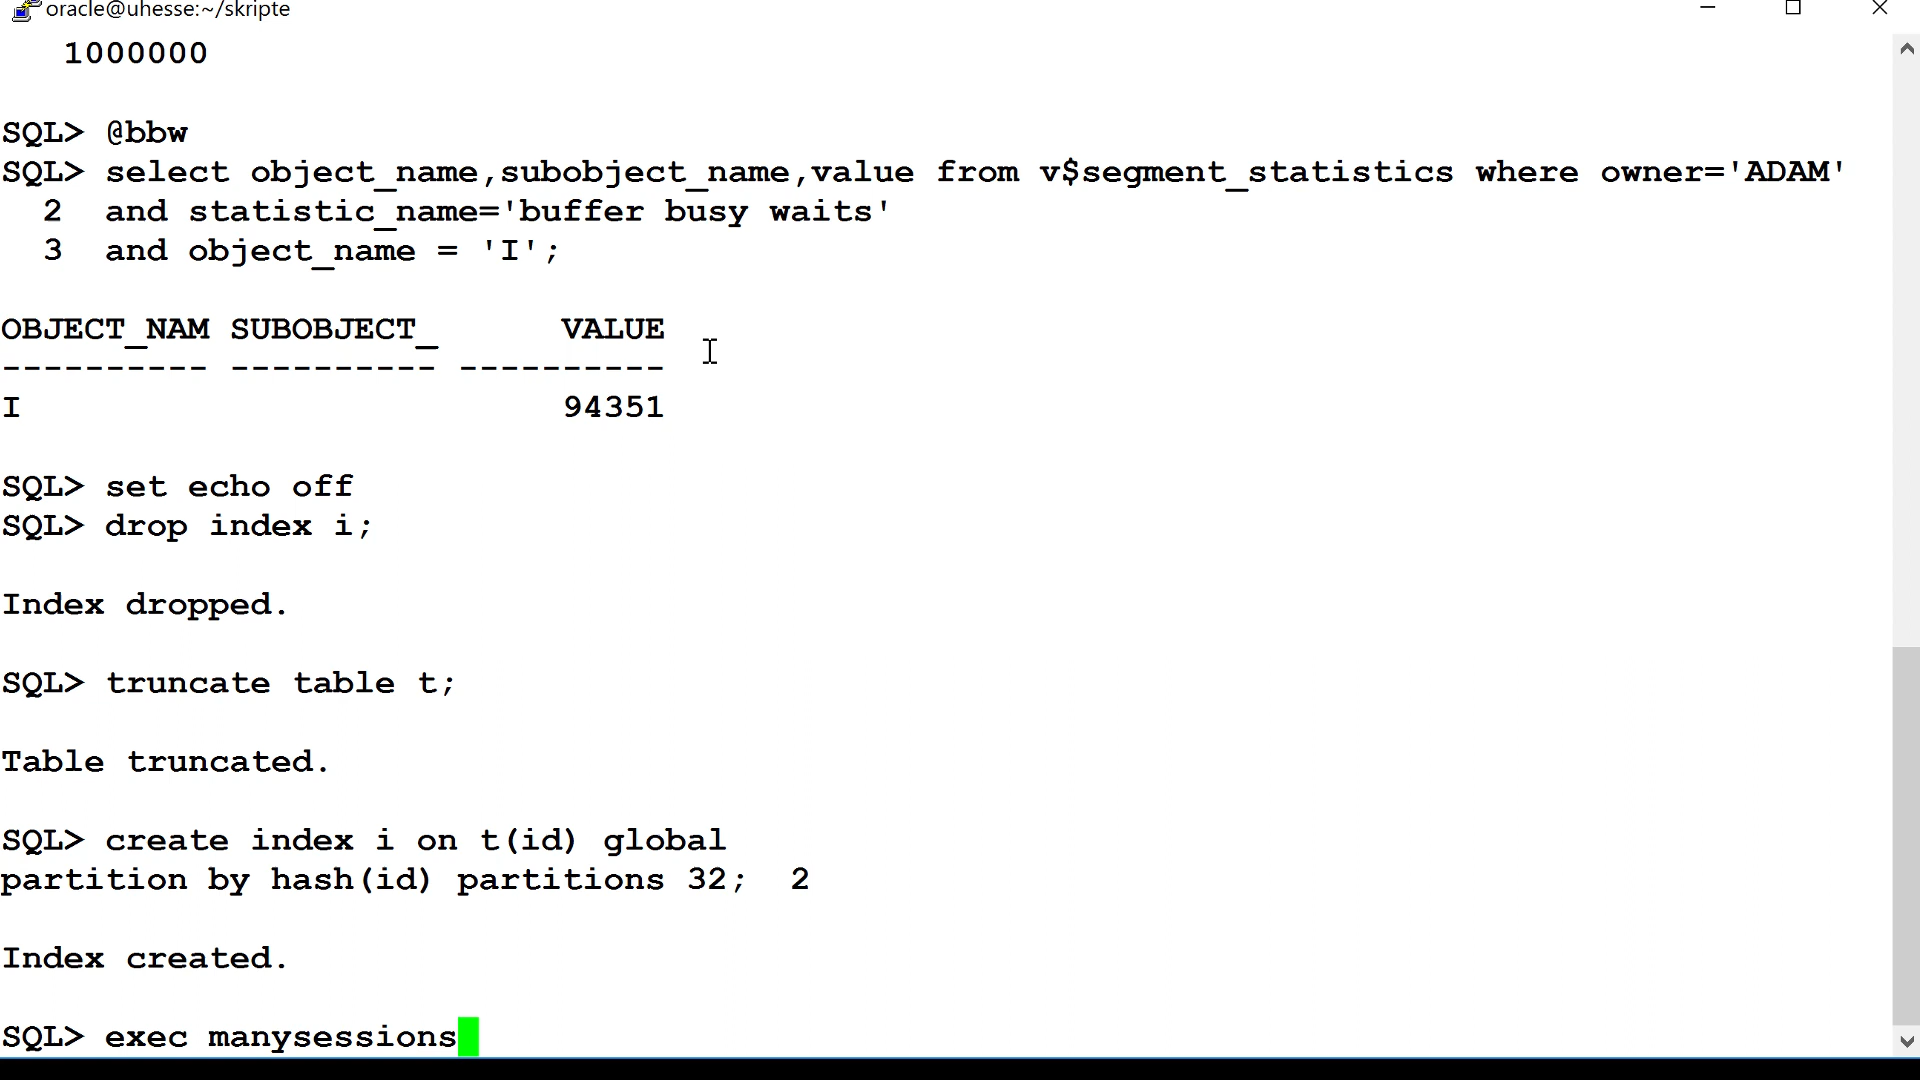 oracle@uhesse:~/skripte
1000000
SQL> @bbw
SQL> select object_name,subobject_name,value from v$segment_statistics where owner='ADAM'
2 and statistic_name='buffer busy waits'
3 and object_name = 'I';
OBJECT_NAM SUBOBJECT_ VALUE
---------- ---------- ----------
I 94351
SQL> set echo off
SQL> drop index i;
Index dropped.
SQL> truncate table t;
Table truncated.
SQL> create index i on t(id) global
partition by hash(id) partitions 32; 2
Index created.
SQL> exec manysessions